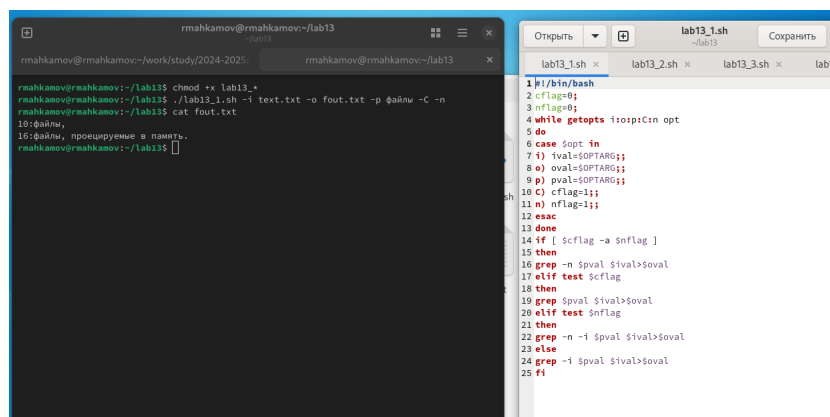 rmahkamov@rmahkamov:~/lab13
~/lab13
rmahkamov@rmahkamov:~/work/study/2024-2025/
rmahkamov@rmahkamov:~/lab13
rmahkamov@rmahkamov:~/lab13$ chmod +x lab13_*
rmahkamov@rmahkamov:~/lab13$ ./lab13_1.sh -i text.txt -o fout.txt -p файлы -C -n
rmahkamov@rmahkamov:~/lab13$ cat fout.txt
10:файлы,
16:файлы, проецируемые в память.
rmahkamov@rmahkamov:~/lab13$
sh
Открыть
lab13_1.sh
~/lab13
Сохранить
lab13_1.sh
lab13_2.sh
lab13_3.sh
lab
1 #!/bin/bash
2 cflag=0;
3 nflag=0;
4 while getopts i:o:p:C:n opt
5 do
6 case $opt in
7 i) ival=$OPTARG;;
8 o) oval=$OPTARG;;
9 p) pval=$OPTARG;;
10 C) cflag=1;;
11 n) nflag=1;;
12 esac
13 done
14 if [ $cflag -a $nflag ]
15 then
16 grep -n $pval $ival>$oval
17 elif test $cflag
18 then
19 grep $pval $ival>$oval
20 elif test $nflag
21 then
22 grep -n -i $pval $ival>$oval
23 else
24 grep -i $pval $ival>$oval
25 fi